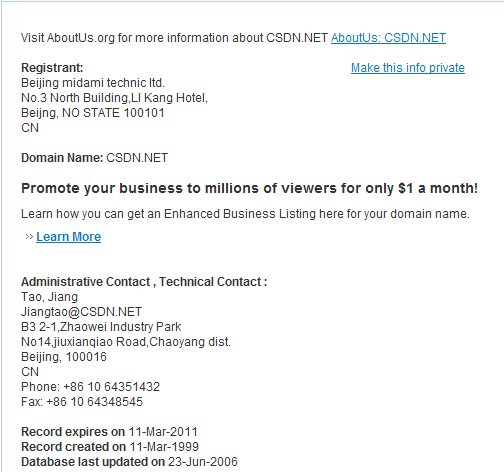 Visit AboutUs.org for more information about CSDN.NET AboutUs: CSDN.NET
Registrant: Make this info private
Beijing midami technic ltd.
No.3 North Building,LI Kang Hotel,
Beijng, NO STATE 100101
CN
Domain Name: CSDN.NET
Promote your business to millions of viewers for only $1 a month!
Learn how you can get an Enhanced Business Listing here for your domain name.
» Learn More
Administrative Contact , Technical Contact :
Tao, Jiang
Jiangtao@CSDN.NET
B3 2-1,Zhaowei Industry Park
No14,jiuxianqiao Road,Chaoyang dist.
Beijing, 100016
CN
Phone: +86 10 64351432
Fax: +86 10 64348545
Record expires on 11-Mar-2011
Record created on 11-Mar-1999
Database last updated on 23-Jun-2006